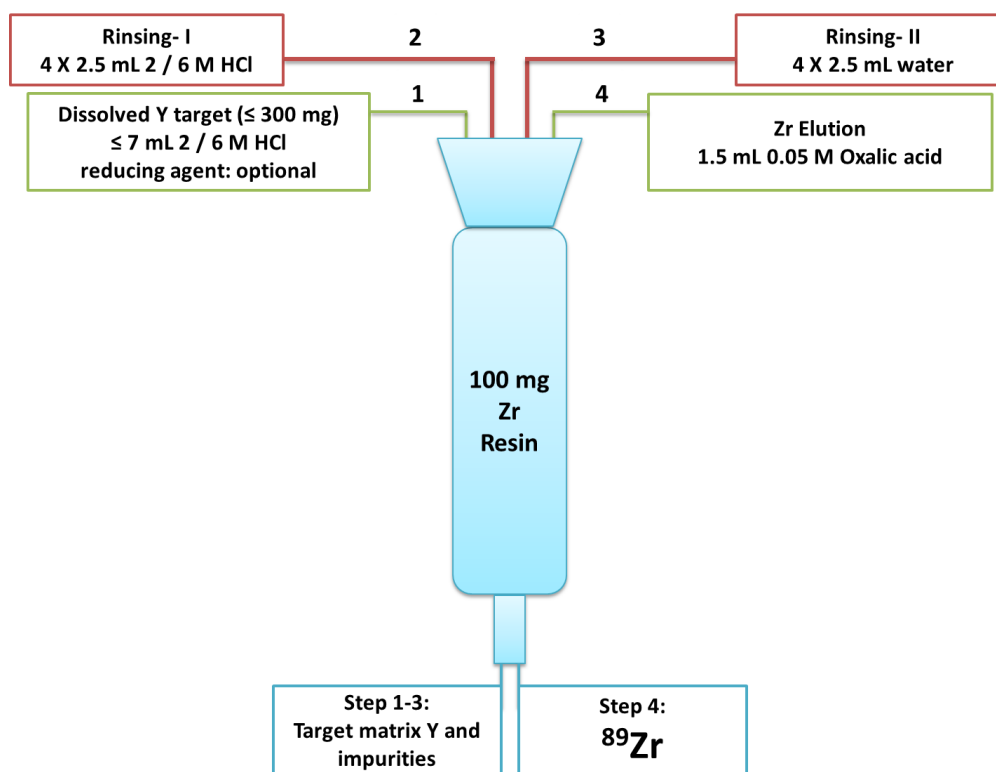 Rinsing- I
4 X 2.5 mL 2 / 6 M HCl
2
3
Rinsing- II
4 X 2.5 mL water
Dissolved Y target (≤ 300 mg)
≤ 7 mL 2 / 6 M HCl
reducing agent: optional
1
4
Zr Elution
1.5 mL 0.05 M Oxalic acid
100 mg
Zr
Resin
Step 1-3:
Target matrix Y and
impurities
Step 4:
⁸⁹Zr